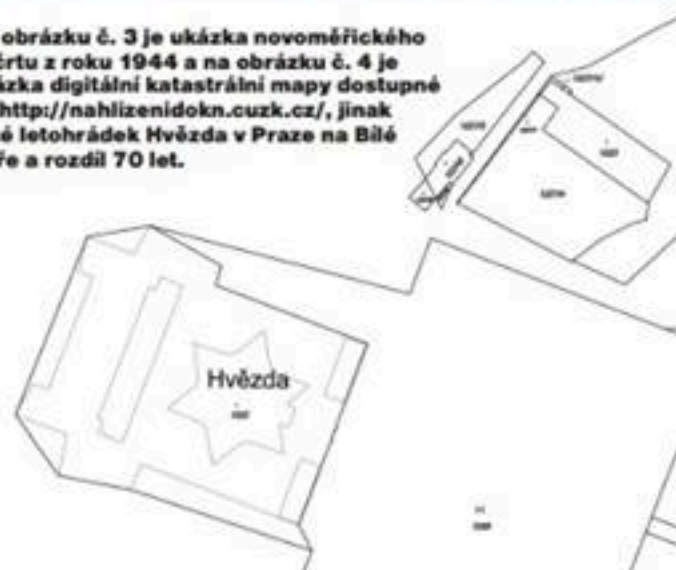 obrázku č. 3 je ukázka novoměřického
črtu z roku 1944 a na obrázku č. 4 je
ázka digitální katastrální mapy dostupné
http://nahlizenidokn.cuzk.cz/, jinak
é letohrádek Hvězda v Praze na Bílé
ře a rozdíl 70 let.
Hvězda